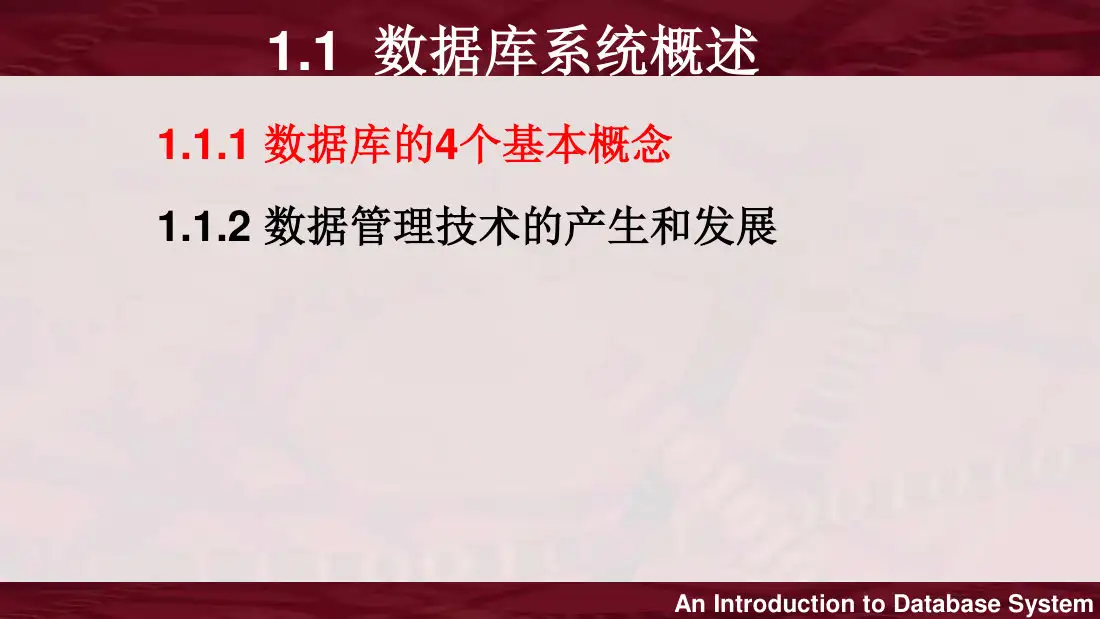 1.1 数据库系统概述
1.1.1 数据库的4个基本概念
1.1.2 数据管理技术的产生和发展
An Introduction to Database System